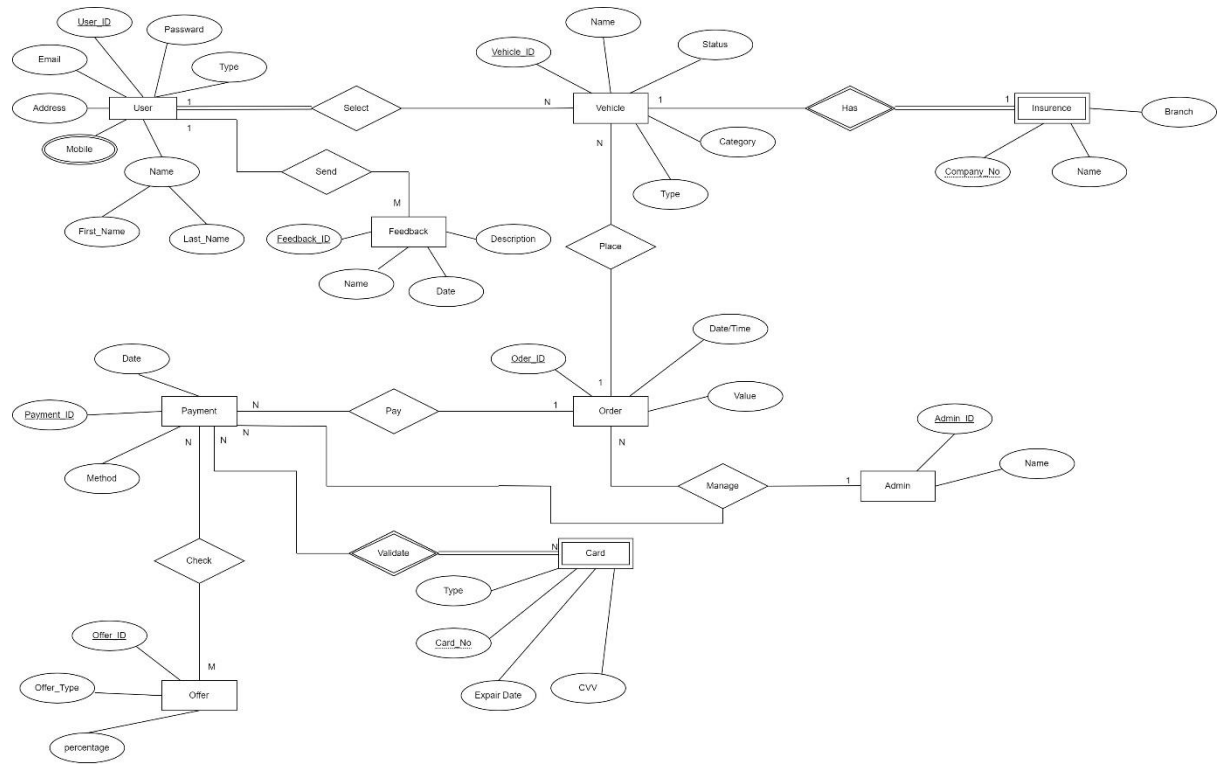 User_ID
Passward
Email
Type
Address
User
Mobile
Name
First_Name
Last_Name
1
1
Select
N
Send
M
Feedback
Feedback_ID
Description
Name
Date
Name
Vehicle_ID
Status
Vehicle
Category
Type
N
1
Has
1
Insurence
Branch
Company_No
Name
Place
1
Oder_ID
Date/Time
Order
Value
N
Date
Payment_ID
Payment
Method
N
Pay
1
N
N
N
Manage
1
Admin
Admin_ID
Name
Check
M
Validate
N
Card
Type
Card_No
Expair Date
CVV
Offer_ID
Offer_Type
Offer
percentage